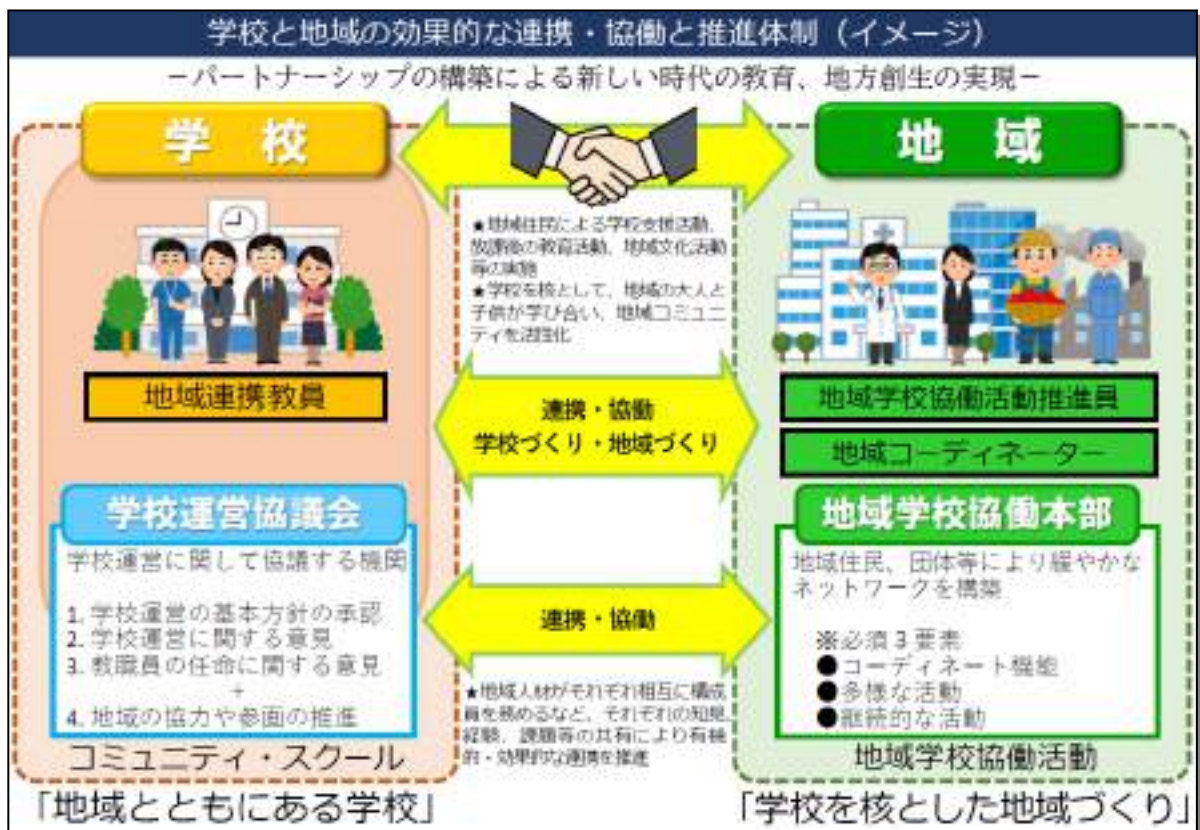 学校と地域の効果的な連携・協働と推進体制（イメージ）
－パートナーシップの構築による新しい時代の教育、地方創生の実現－
学校
地域
★地域住民による学校支援活動、
放課後の教育活動、地域文化活動
等の実施
★学校を核として、地域の大人と
子供が学び合い、地域コミュニ
ティを活性化
地域連携教員
連携・協働
学校づくり・地域づくり
地域学校協働活動推進員
地域コーディネーター
学校運営協議会
学校運営に関して協議する機関
1. 学校運営の基本方針の承認
2. 学校運営に関する意見
3. 教職員の任命に関する意見
+
4. 地域の協力や参画の推進
コミュニティ・スクール
「地域とともにある学校」
連携・協働
★地域人材がそれぞれ相互に構成
員を務めるなど、それぞれの知見、
経験、課題等の共有により有機
的・効果的な連携を推進
地域学校協働本部
地域住民、団体等により緩やかな
ネットワークを構築
※必須3要素
●コーディネート機能
●多様な活動
●継続的な活動
地域学校協働活動
「学校を核とした地域づくり」